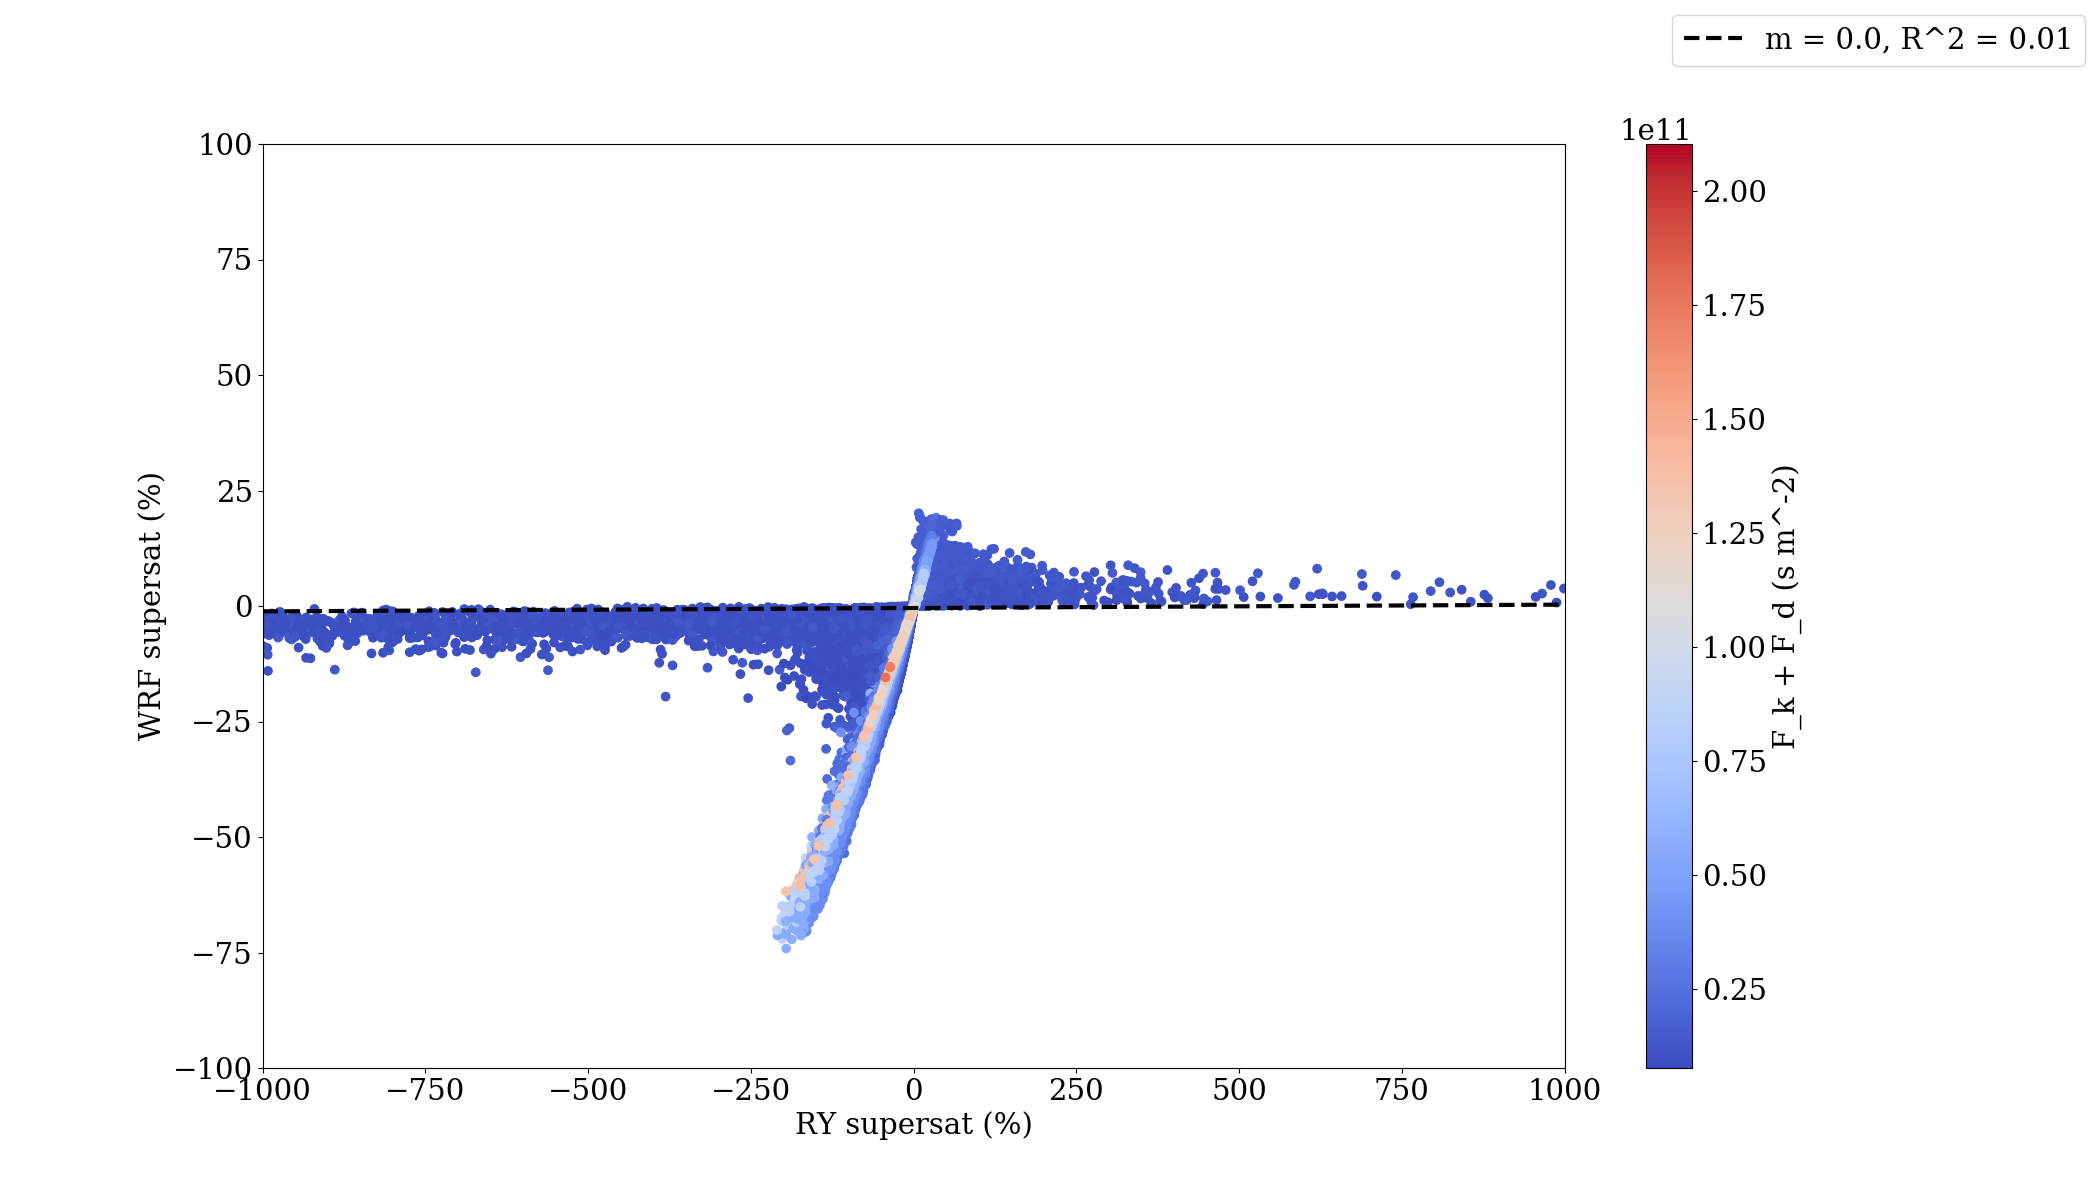 m = 0.0, R^2 = 0.01
1e11
100
75
50
25
0
−25
−50
−75
−100
WRF supersat (%)
−1000 −750 −500 −250 0 250 500 750 1000
RY supersat (%)
2.00
1.75
1.50
1.25
1.00
0.75
0.50
0.25
F_k + F_d (s m^-2)